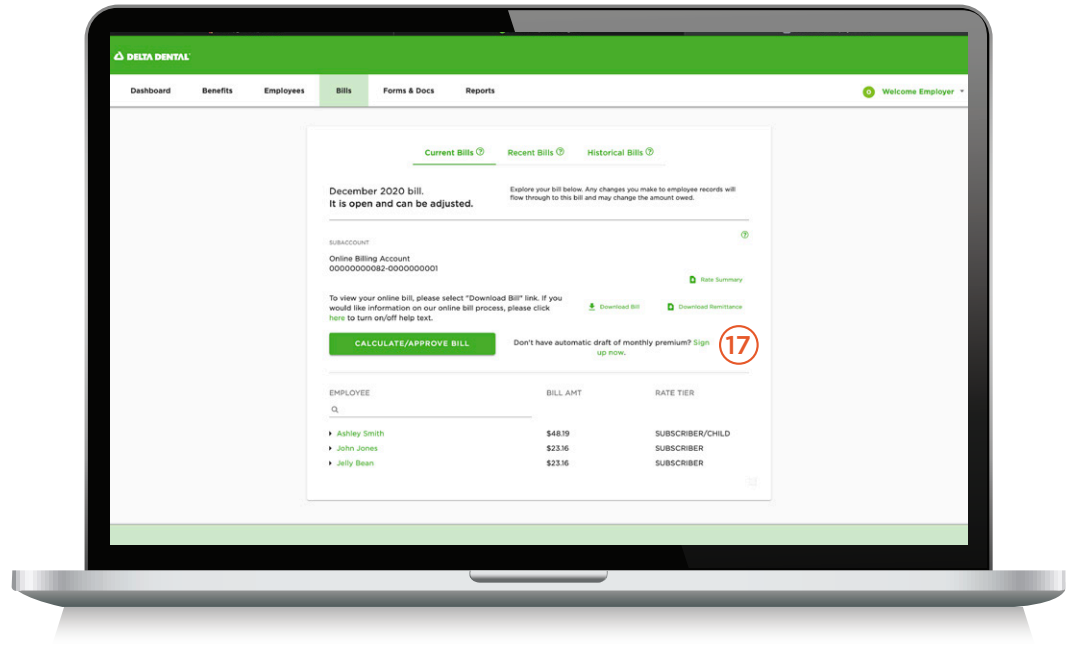 DELTA DENTAL
Dashboard Benefits Employees Bills Forms & Docs Reports
Welcome Employer
Current Bills Recent Bills Historical Bills
December 2020 bill.
It is open and can be adjusted.
Explore your bill below. Any changes you make to employee records will
flow through to this bill and may change the amount owed.
SUBACCOUNT
Online Billing Account
00000000082-0000000001
Rate Summary
To view your online bill, please select "Download Bill" link. If you
would like information on our online bill process, please click
here to turn on/off help text.
Download Bill Download Remittance
CALCULATE/APPROVE BILL
Don't have automatic draft of monthly premium? Sign
up now.
17
EMPLOYEE BILL AMT RATE TIER
Ashley Smith $48.19 SUBSCRIBER/CHILD
John Jones $23.16 SUBSCRIBER
Jelly Bean $23.16 SUBSCRIBER